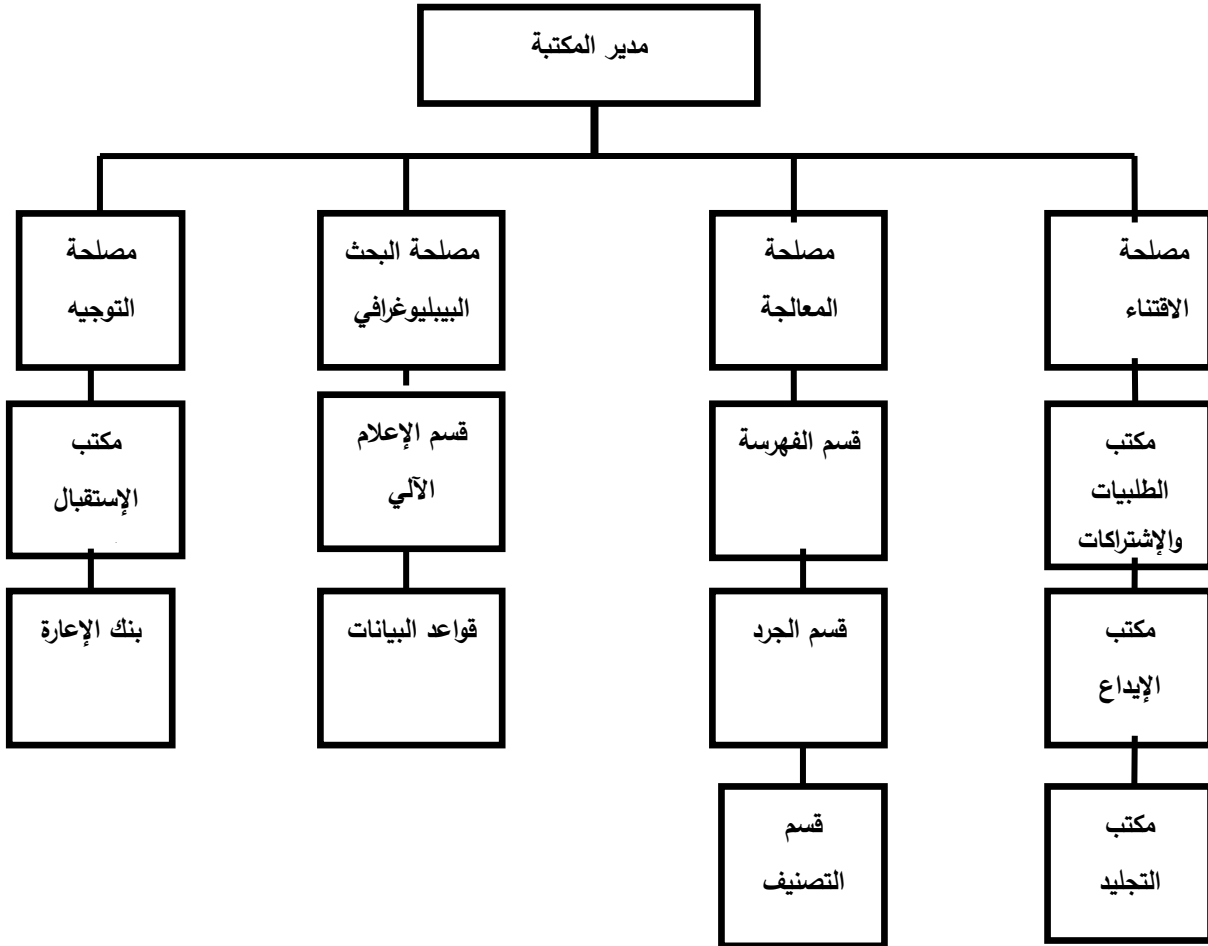 مدير المكتبة
مصلحة
الاقتناء
مصلحة
المعالجة
مصلحة البحث
البيبليوغرافي
مصلحة
التوجيه
مكتب
الطلبيات
والإشتراكات
قسم الفهرسة
قسم الإعلام
الآلي
مكتب
الإستقبال
مكتب
الإيداع
قسم الجرد
قواعد البيانات
بنك الإعارة
مكتب
التجليد
قسم
التصنيف